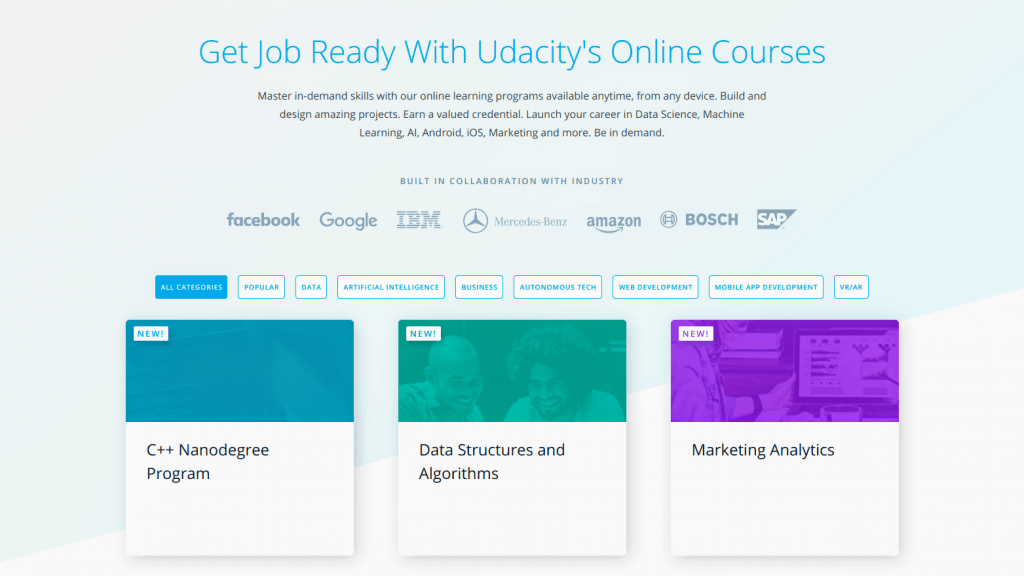 Get Job Ready With Udacity's Online Courses
Master in-demand skills with our online learning programs available anytime, from any device. Build and
design amazing projects. Earn a valued credential. Launch your career in Data Science, Machine
Learning, AI, Android, iOS, Marketing and more. Be in demand.
BUILT IN COLLABORATION WITH INDUSTRY
facebook Google IBM Mercedes-Benz amazon BOSCH SAP
ALL CATEGORIES POPULAR DATA ARTIFICIAL INTELLIGENCE BUSINESS AUTONOMOUS TECH WEB DEVELOPMENT MOBILE APP DEVELOPMENT VR/AR
NEW! NEW! NEW!
C++ Nanodegree
Program
Data Structures and
Algorithms
Marketing Analytics